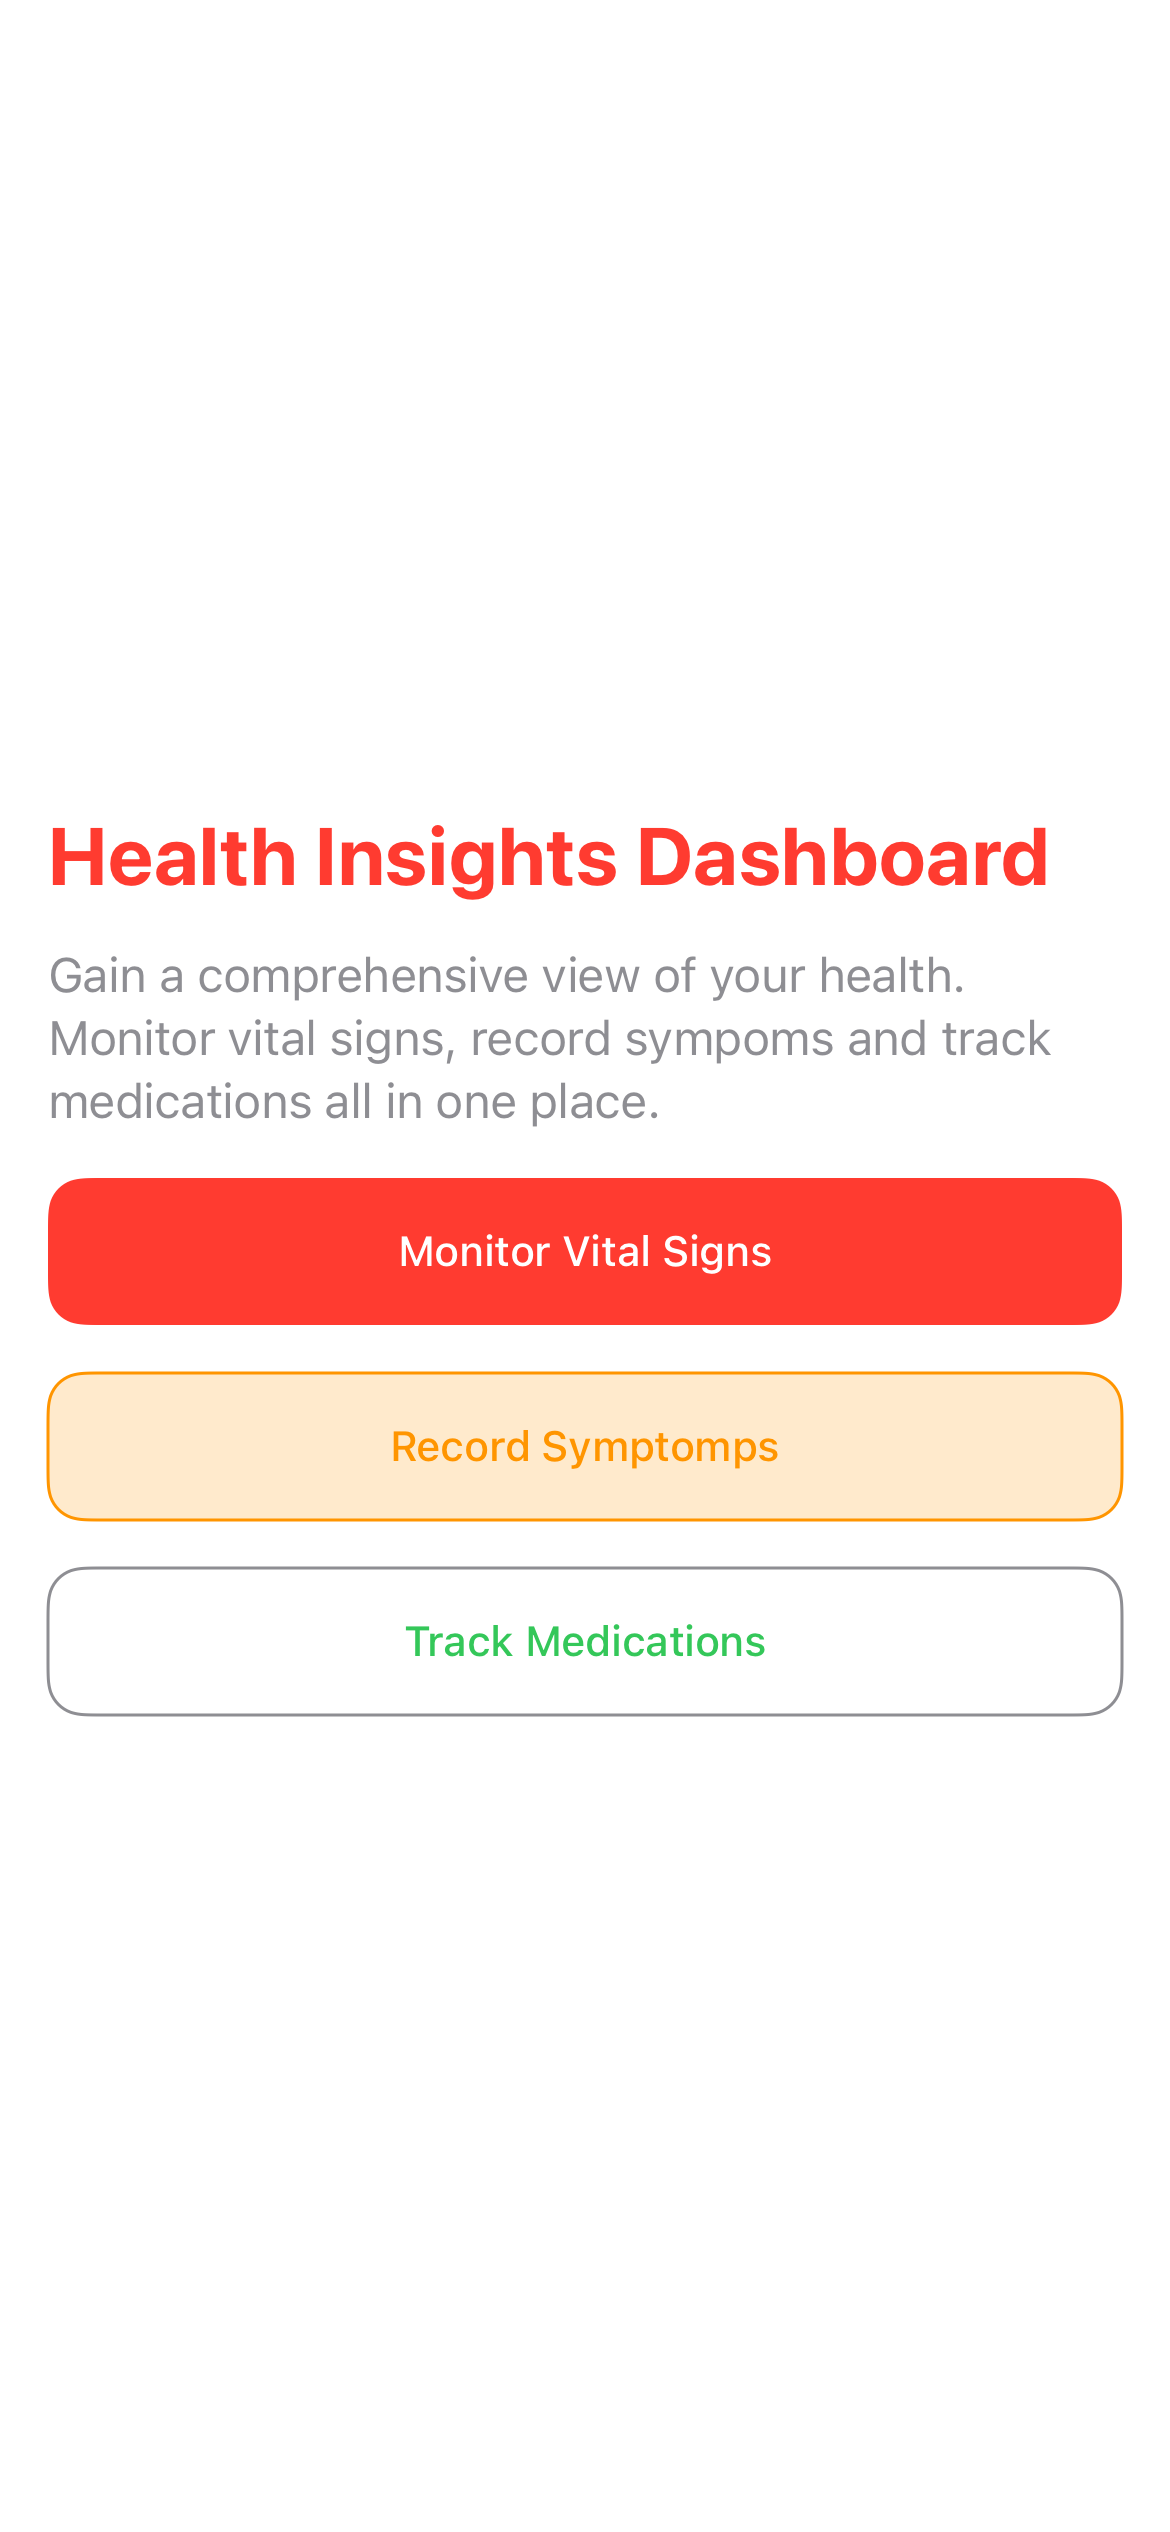 Health Insights Dashboard
Gain a comprehensive view of your health.
Monitor vital signs, record sympoms and track
medications all in one place.
Monitor Vital Signs
Record Symptomps
Track Medications